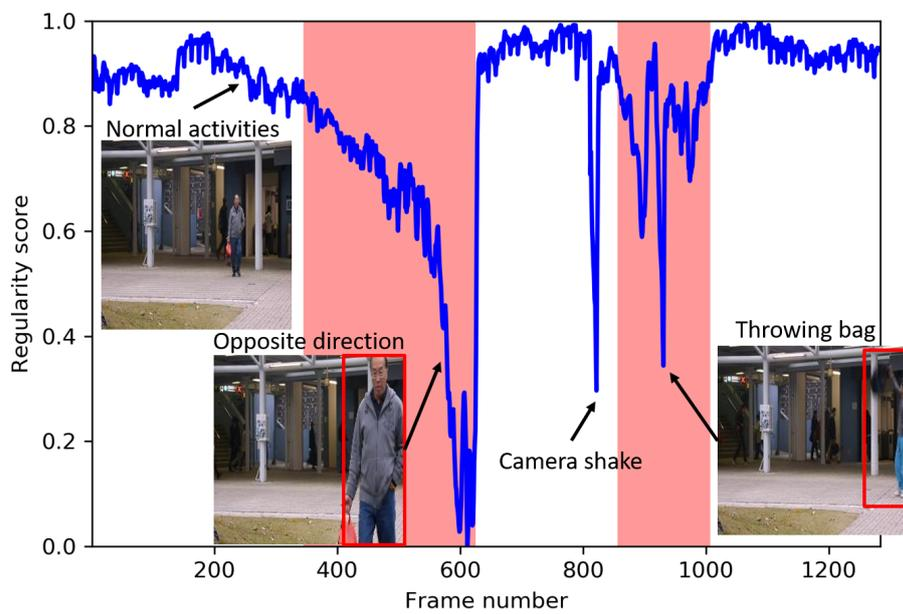 1.0
0.8
0.6
0.4
0.2
0.0
Regularity score
Normal activities
Opposite direction
Camera shake
Throwing bag
200
400
600
800
1000
1200
Frame number